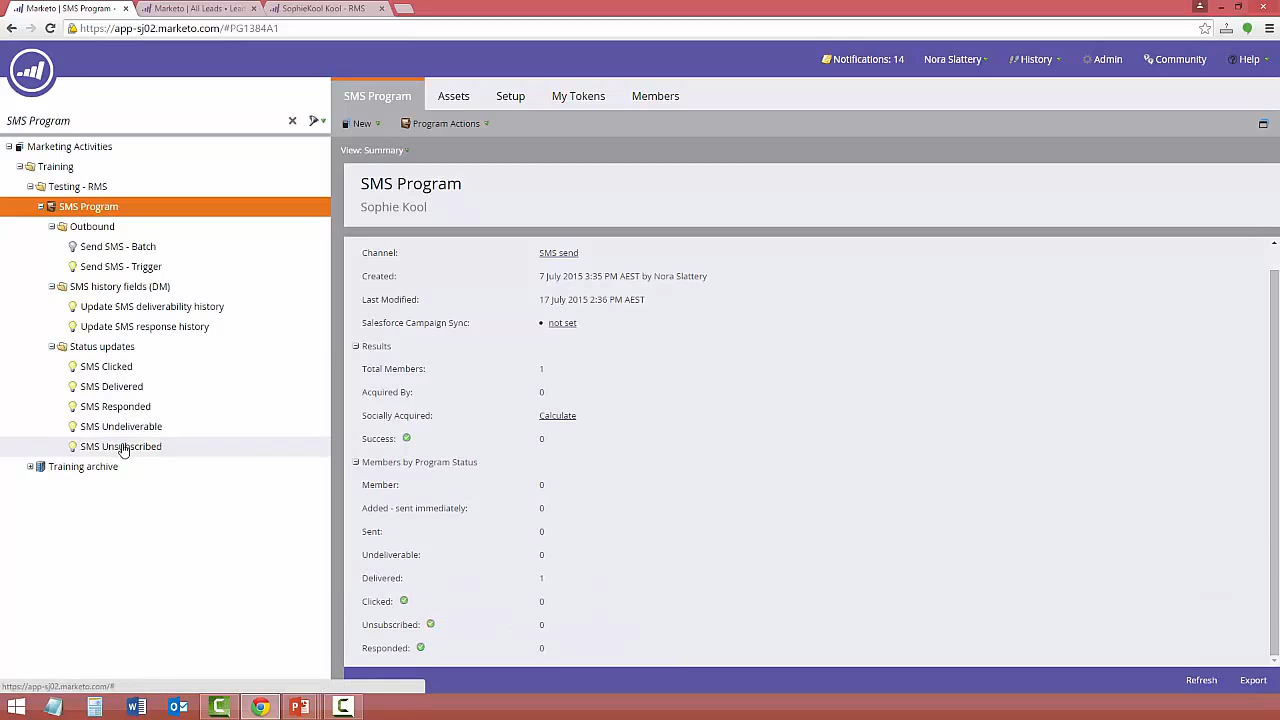 Marketo | SMS Program •
Marketo | All Leads • Lea
SophieKool Kool - RMS
https://app-sj02.marketo.com/#PG1384A1
Notifications: 14
Nora Slattery
History
Admin
Community
Help
SMS Program
Marketing Activities
Training
Testing - RMS
SMS Program
Outbound
Send SMS - Batch
Send SMS - Trigger
SMS history fields (DM)
Update SMS deliverability history
Update SMS response history
Status updates
SMS Clicked
SMS Delivered
SMS Responded
SMS Undeliverable
SMS Unsubscribed
Training archive
https://app-sj02.marketo.com/#
SMS Program
Assets
Setup
My Tokens
Members
New
Program Actions
View: Summary
SMS Program
Sophie Kool
Channel: SMS send
Created: 7 July 2015 3:35 PM AEST by Nora Slattery
Last Modified: 17 July 2015 2:36 PM AEST
Salesforce Campaign Sync: • not set
Results
Total Members: 1
Acquired By: 0
Socially Acquired: Calculate
Success: 0
Members by Program Status
Member: 0
Added - sent immediately: 0
Sent: 0
Undeliverable: 0
Delivered: 1
Clicked: 0
Unsubscribed: 0
Responded: 0
Refresh
Export